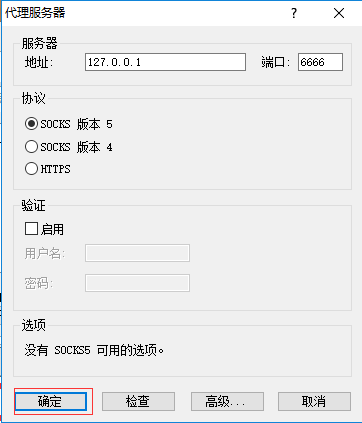 代理服务器
服务器
地址: 127.0.0.1 端口: 6666
协议
SOCKS 版本 5
SOCKS 版本 4
HTTPS
验证
启用
用户名:
密码:
选项
没有 SOCKS5 可用的选项。
确定 检查 高级... 取消